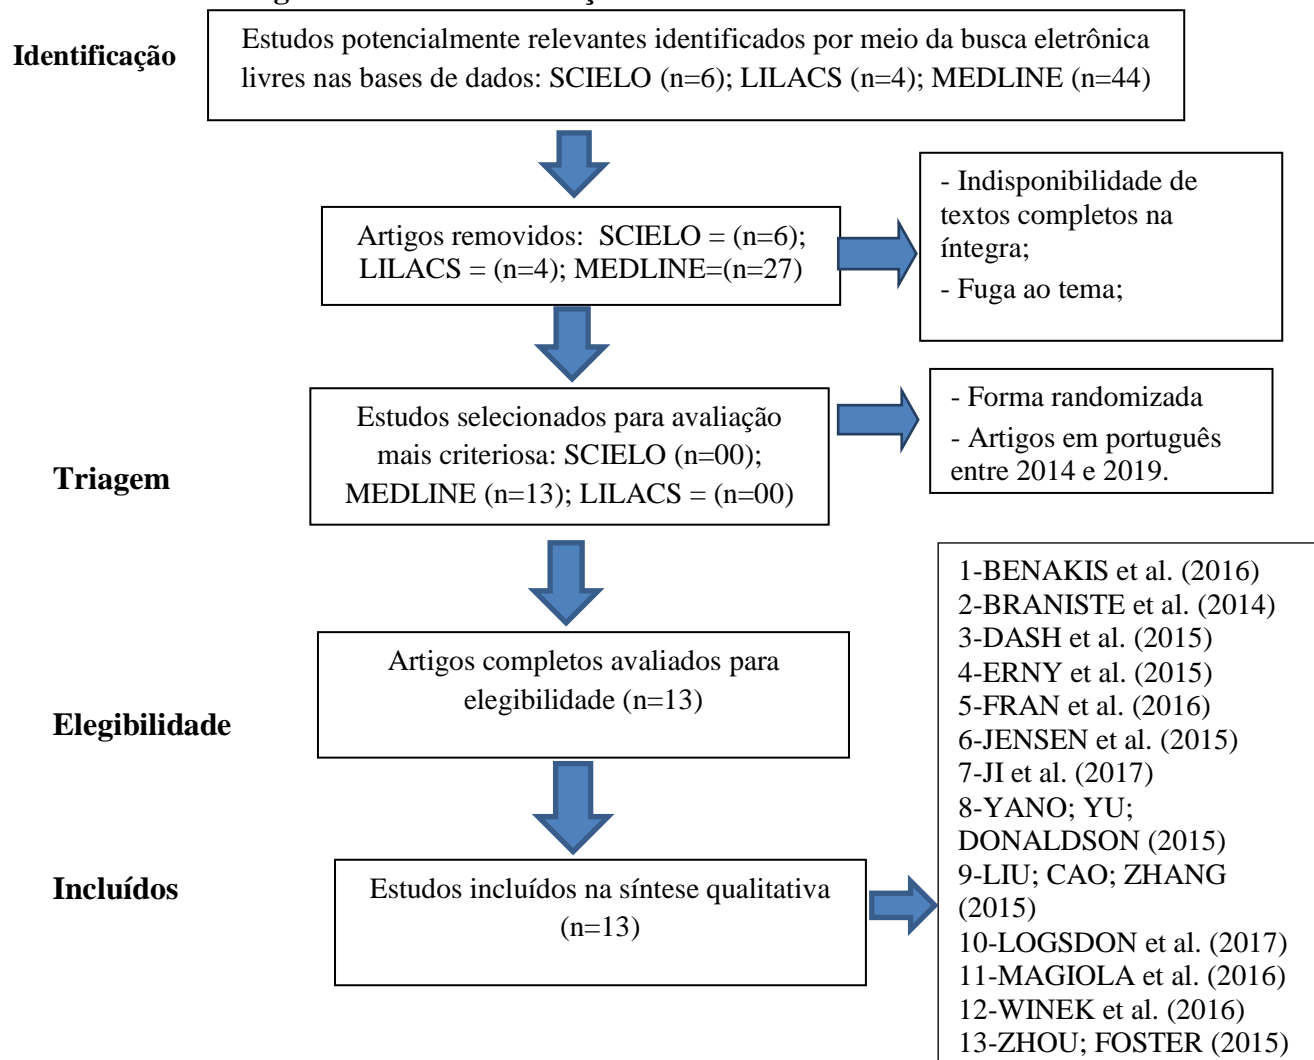 Identificação
Estudos potencialmente relevantes identificados por meio da busca eletrônica
livres nas bases de dados: SCIELO (n=6); LILACS (n=4); MEDLINE (n=44)
Artigos removidos: SCIELO = (n=6);
LILACS = (n=4); MEDLINE=(n=27)
- Indisponibilidade de
textos completos na
íntegra;
- Fuga ao tema;
Triagem
Estudos selecionados para avaliação
mais criteriosa: SCIELO (n=00);
MEDLINE (n=13); LILACS = (n=00)
- Forma randomizada
- Artigos em português
entre 2014 e 2019.
Elegibilidade
Artigos completos avaliados para
elegibilidade (n=13)
Incluídos
Estudos incluídos na síntese qualitativa
(n=13)
1-BENAKIS et al. (2016)
2-BRANISTE et al. (2014)
3-DASH et al. (2015)
4-ERNY et al. (2015)
5-FRAN et al. (2016)
6-JENSEN et al. (2015)
7-JI et al. (2017)
8-YANO; YU;
DONALDSON (2015)
9-LIU; CAO; ZHANG
(2015)
10-LOGSDON et al. (2017)
11-MAGIOLA et al. (2016)
12-WINEK et al. (2016)
13-ZHOU; FOSTER (2015)